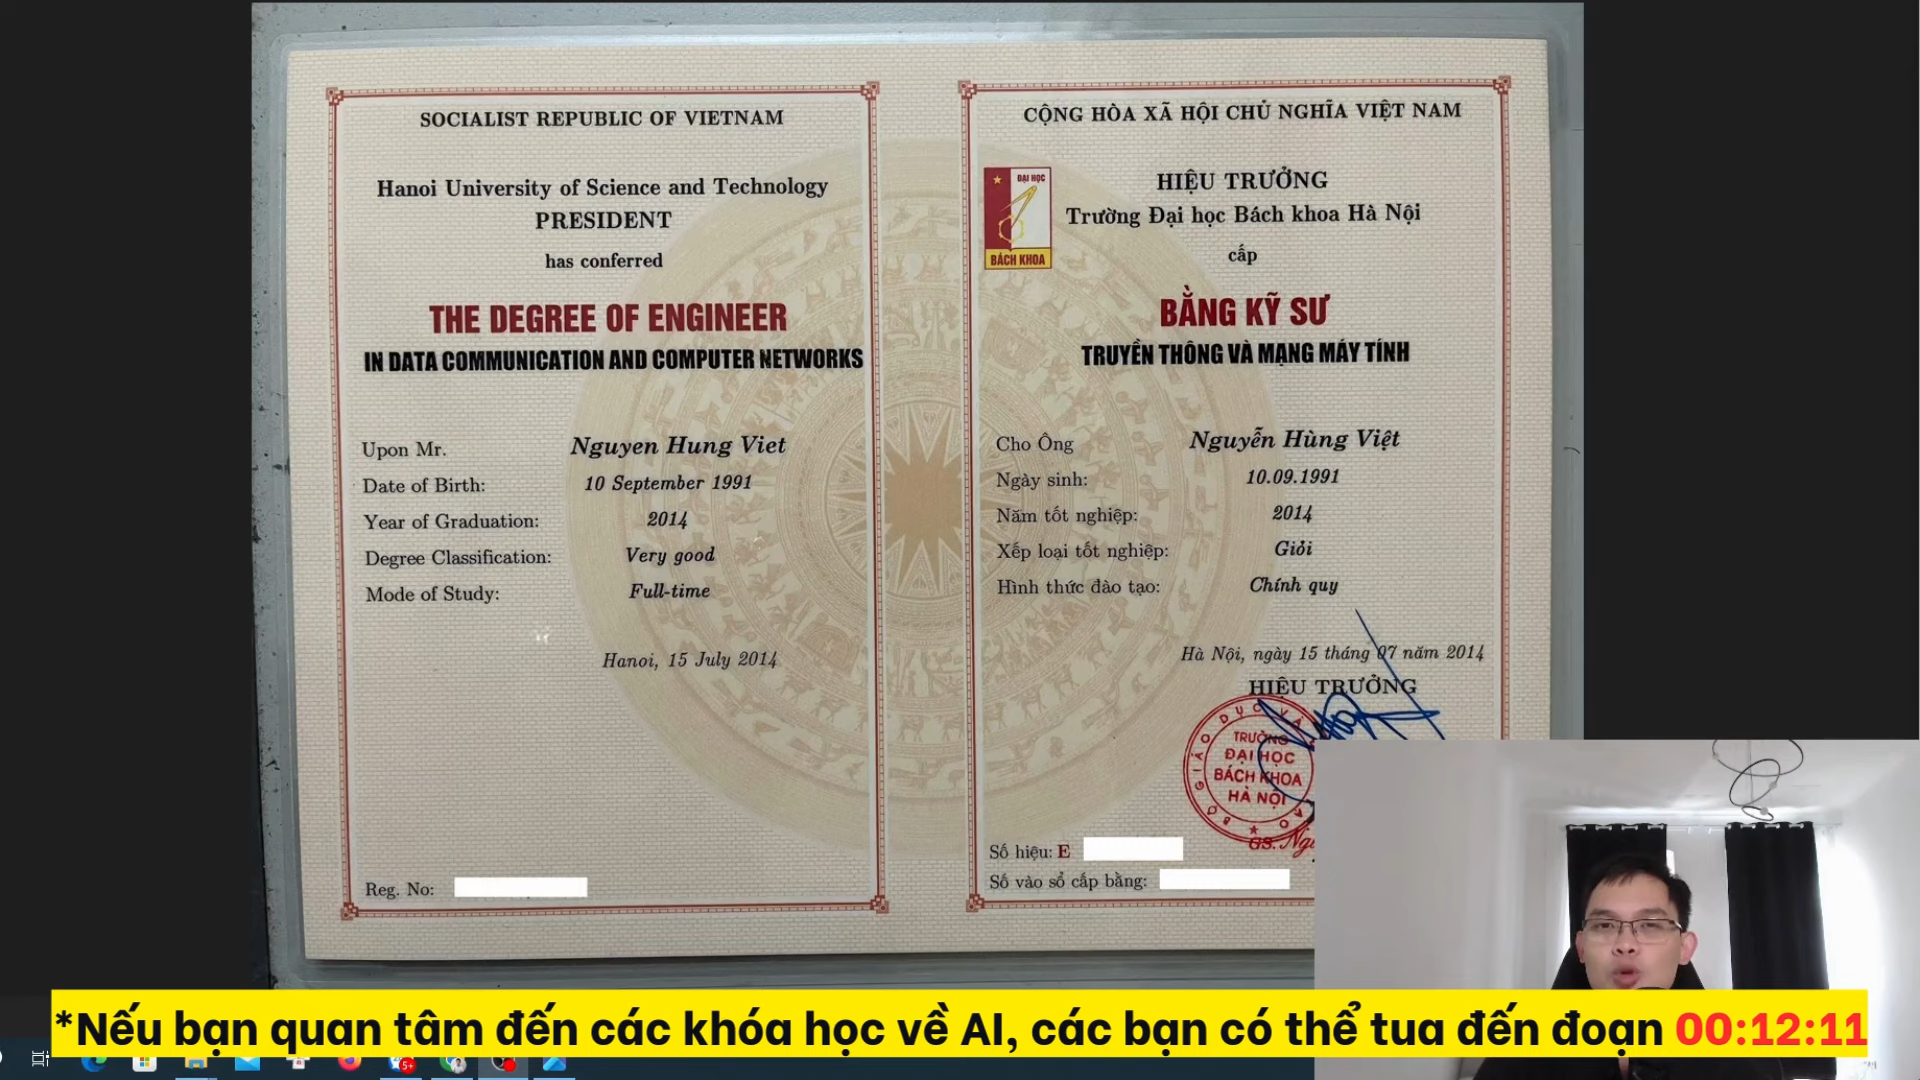 SOCIALIST REPUBLIC OF VIETNAM
Hanoi University of Science and Technology
PRESIDENT
has conferred
THE DEGREE OF ENGINEER
IN DATA COMMUNICATION AND COMPUTER NETWORKS
Upon Mr. Nguyen Hung Viet
Date of Birth: 10 September 1991
Year of Graduation: 2014
Degree Classification: Very good
Mode of Study: Full-time
Hanoi, 15 July 2014
Reg. No:
CỘNG HÒA XÃ HỘI CHỦ NGHĨA VIỆT NAM
ĐẠI HỌC
BÁCH KHOA
HIỆU TRƯỞNG
Trường Đại học Bách khoa Hà Nội
cấp
BẰNG KỸ SƯ
TRUYỀN THÔNG VÀ MẠNG MÁY TÍNH
Cho Ông Nguyễn Hùng Việt
Ngày sinh: 10.09.1991
Năm tốt nghiệp: 2014
Xếp loại tốt nghiệp: Giỏi
Hình thức đào tạo: Chính quy
Hà Nội, ngày 15 tháng 07 năm 2014
HIỆU TRƯỞNG
BỘ GIÁO DỤC VÀ
TRƯỜNG
ĐẠI HỌC
BÁCH KHOA
HÀ NỘI
GS.
Số hiệu: E
Số vào sổ cấp bằng:
*Nếu bạn quan tâm đến các khóa học về AI, các bạn có thể tua đến đoạn 00:12:11
5+